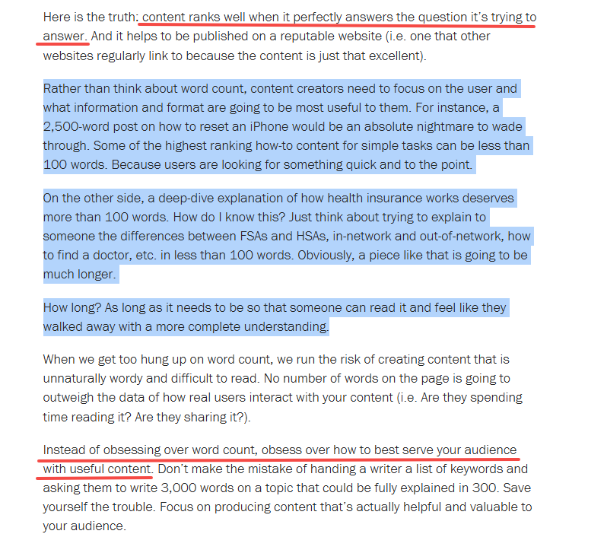 Here is the truth: content ranks well when it perfectly answers the question it's trying to
answer. And it helps to be published on a reputable website (i.e. one that other
websites regularly link to because the content is just that excellent).
Rather than think about word count, content creators need to focus on the user and
what information and format are going to be most useful to them. For instance, a
2,500-word post on how to reset an iPhone would be an absolute nightmare to wade
through. Some of the highest ranking how-to content for simple tasks can be less than
100 words. Because users are looking for something quick and to the point.
On the other side, a deep-dive explanation of how health insurance works deserves
more than 100 words. How do I know this? Just think about trying to explain to
someone the differences between FSAs and HSAs, in-network and out-of-network, how
to find a doctor, etc. in less than 100 words. Obviously, a piece like that is going to be
much longer.
How long? As long as it needs to be so that someone can read it and feel like they
walked away with a more complete understanding.
When we get too hung up on word count, we run the risk of creating content that is
unnaturally wordy and difficult to read. No number of words on the page is going to
outweigh the data of how real users interact with your content (i.e. Are they spending
time reading it? Are they sharing it?).
Instead of obsessing over word count, obsess over how to best serve your audience
with useful content. Don't make the mistake of handing a writer a list of keywords and
asking them to write 3,000 words on a topic that could be fully explained in 300. Save
yourself the trouble. Focus on producing content that's actually helpful and valuable to
your audience.